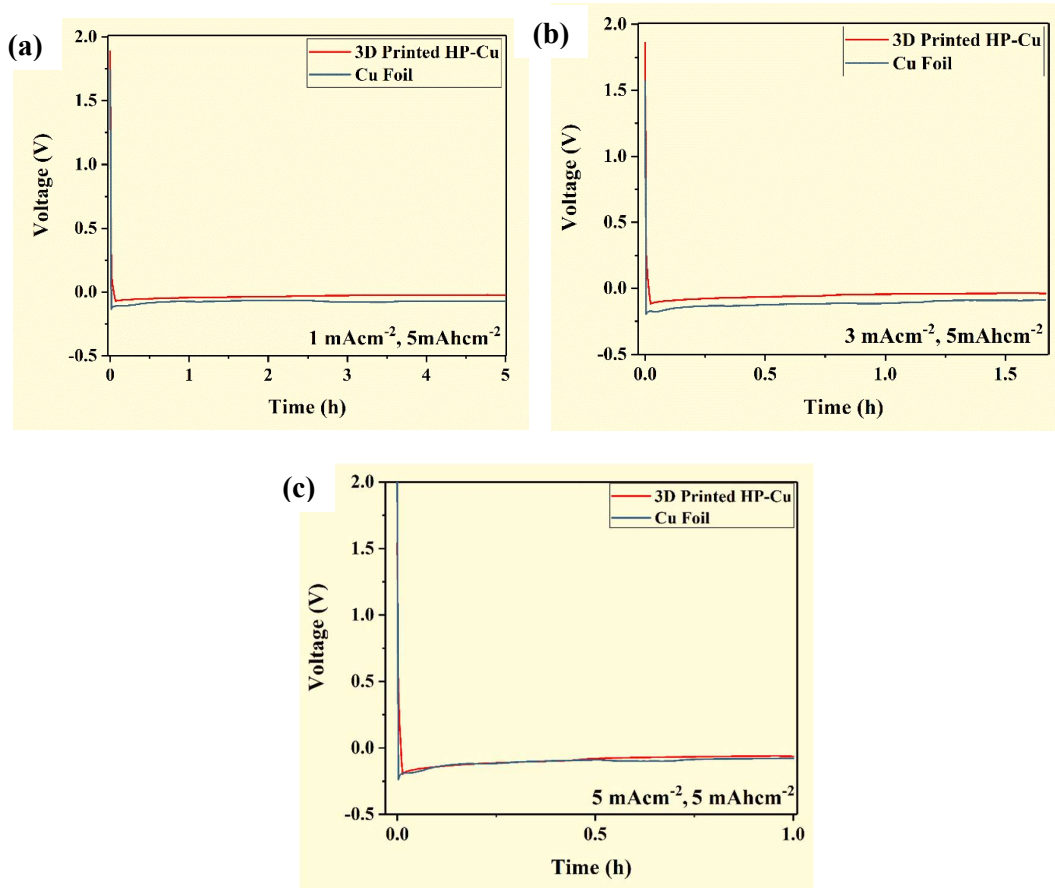 (a)
2.0
1.5
1.0
0.5
0.0
-0.5
Voltage (V)
3D Printed HP-Cu
Cu Foil
1 mAcm-2, 5mAhcm-2
0 1 2 3 4 5
Time (h)
(b)
2.0
1.5
1.0
0.5
0.0
-0.5
Voltage (V)
3D Printed HP-Cu
Cu Foil
3 mAcm-2, 5mAhcm-2
0.0 0.5 1.0 1.5
Time (h)
(c)
2.0
1.5
1.0
0.5
0.0
-0.5
Voltage (V)
3D Printed HP-Cu
Cu Foil
5 mAcm-2, 5 mAhcm-2
0.0 0.5 1.0
Time (h)